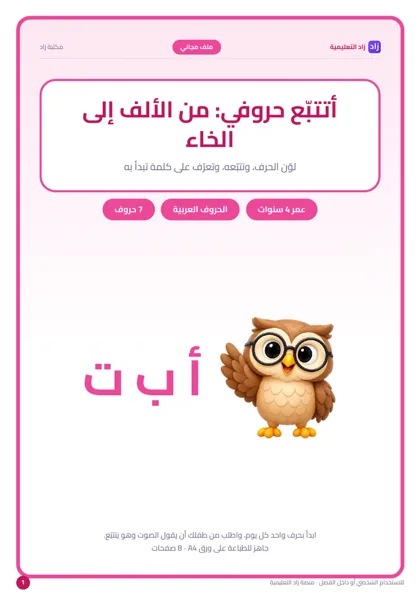 زاد زاد التعليمية
ملف مجاني
مكتبة زاد
أتتبّع حروفي: من الألف إلى
الخاء
لوّن الحرف، وتتبّعه، وتعرّف على كلمة تبدأ به
عمر 4 سنوات
الحروف العربية
7 حروف
أ ب ت
ابدأ بحرف واحد كل يوم، واطلب من طفلك أن يقول الصوت وهو يتتبّع.
جاهز للطباعة على ورق A4 · 8 صفحات
للاستخدام الشخصي أو داخل الفصل · منصة زاد التعليمية
1